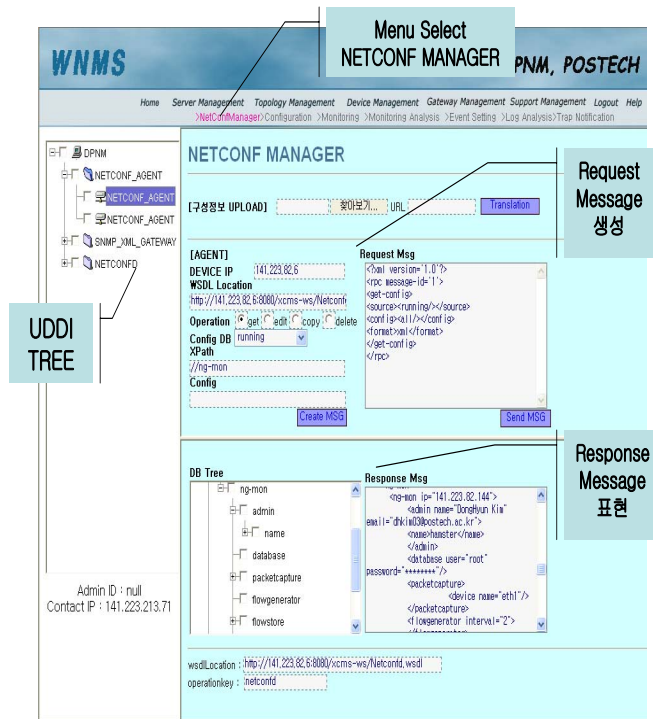 Menu Select
NETCONF MANAGER
WNMS
DPNM, POSTECH
Home Server Management Topology Management Device Management Gateway Management Support Management Logout Help
>NetConfManager>Configuration >Monitoring >Monitoring Analysis >Event Setting >Log Analysis>Trap Notification
DPNM
NETCONF_AGENT
NETCONF_AGENT
NETCONF_AGENT
SNMP_XML_GATEWAY
NETCONFD
UDDI
TREE
Admin ID : null
Contact IP : 141.223.213.71
NETCONF MANAGER
[구성정보 UPLOAD] 찾아보기... URL Translation
Request
Message
생성
[AGENT]
DEVICE IP 141,223,82,6
WSDL Location
http://141,223,82,6:8080/xcms-ws/Netconf
Operation get edit copy delete
Config DB running
XPath
//ng-mon
Config
Create MSG
Request Msg
<?xml version='1.0'?>
<rpc message-id='1'>
<get-config>
<source><running/></source>
<config><all/></config>
<format>xml</format>
</get-config>
</rpc>
Send MSG
Response
Message
표현
DB Tree
ng-mon
admin
name
database
packetcapture
flowgenerator
flowstore
Response Msg
<ng-mon ip="141.223.82.144">
<admin name="DongHyun Kim"
email="dhkim03@postech.ac.kr">
<name>hamster</name>
</admin>
<database user="root"
password="********"/>
<packetcapture>
<device name="eth1"/>
</packetcapture>
<flowgenerator interval="2">
wsdlLocation : http://141,223,82,6:8080/xcms-ws/Netconfd,wsdl
operationkey : netconfd